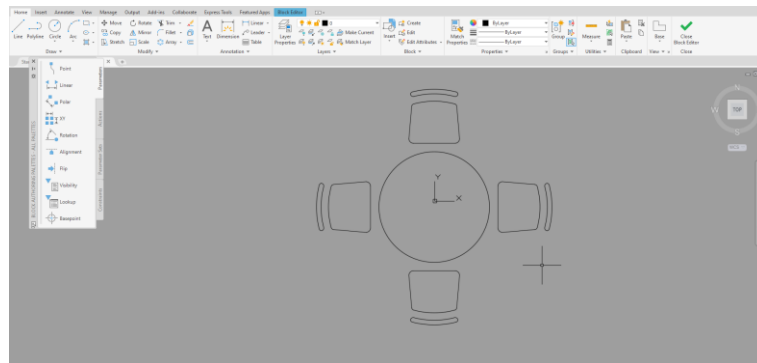 Home Insert Annotate View Manage Output Add-ins Collaborate Express Tools Featured Apps Block Editor
Line Polyline Circle Arc
Move Rotate Trim
Copy Mirror Fillet
Stretch Scale Array
Text Dimension
Linear
Leader
Table
Layer Properties
0
Make Current
Match Layer
Insert
Create
Edit
Edit Attributes
Match Properties
ByLayer
ByLayer
ByLayer
Group
Measure
Paste
Base
Close Block Editor
Draw Modify Annotation Layers Block Properties Groups Utilities Clipboard View Close
Point
Linear
Polar
XY
Rotation
Alignment
Flip
Visibility
Lookup
Basepoint
Parameters
Actions
Parameter Sets
Constraints
BLOCK AUTHORING PALETTES - ALL PALETTES
Y
X
N
W
TOP
S